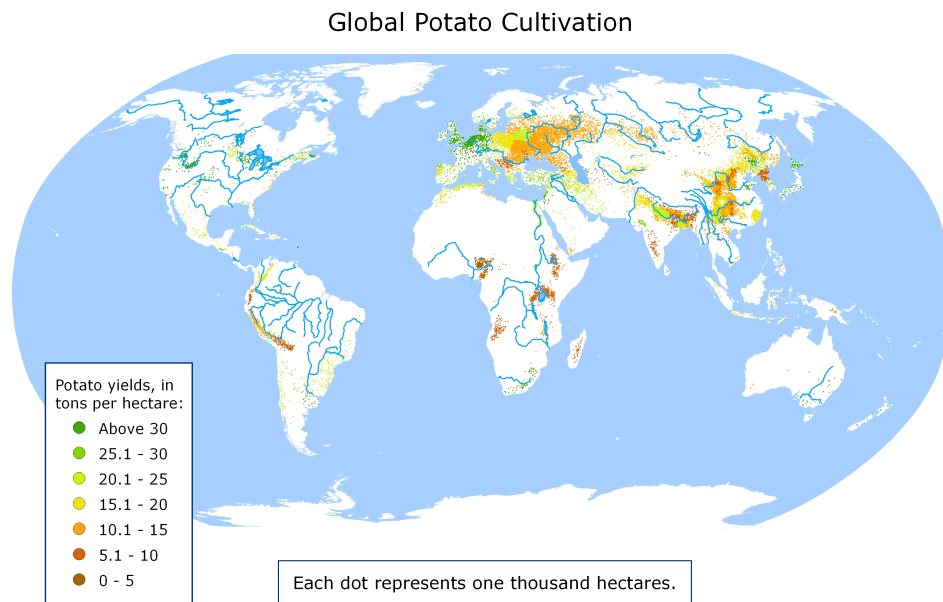 Global Potato Cultivation
Potato yields, in
tons per hectare:
Above 30
25.1 - 30
20.1 - 25
15.1 - 20
10.1 - 15
5.1 - 10
0 - 5
Each dot represents one thousand hectares.